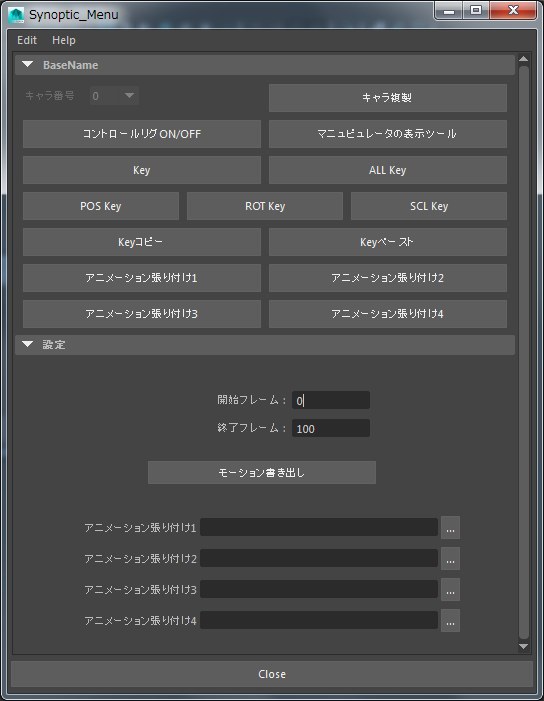 Synoptic_Menu
Edit Help
BaseName
キャラ番号 0 キャラ複製
コントロールリグON/OFF マニュピュレータの表示ツール
Key ALL Key
POS Key ROT Key SCL Key
Keyコピー Keyペースト
アニメーション張り付け1 アニメーション張り付け2
アニメーション張り付け3 アニメーション張り付け4
設定
開始フレーム : 0
終了フレーム : 100
モーション書き出し
アニメーション張り付け1 ...
アニメーション張り付け2 ...
アニメーション張り付け3 ...
アニメーション張り付け4 ...
Close